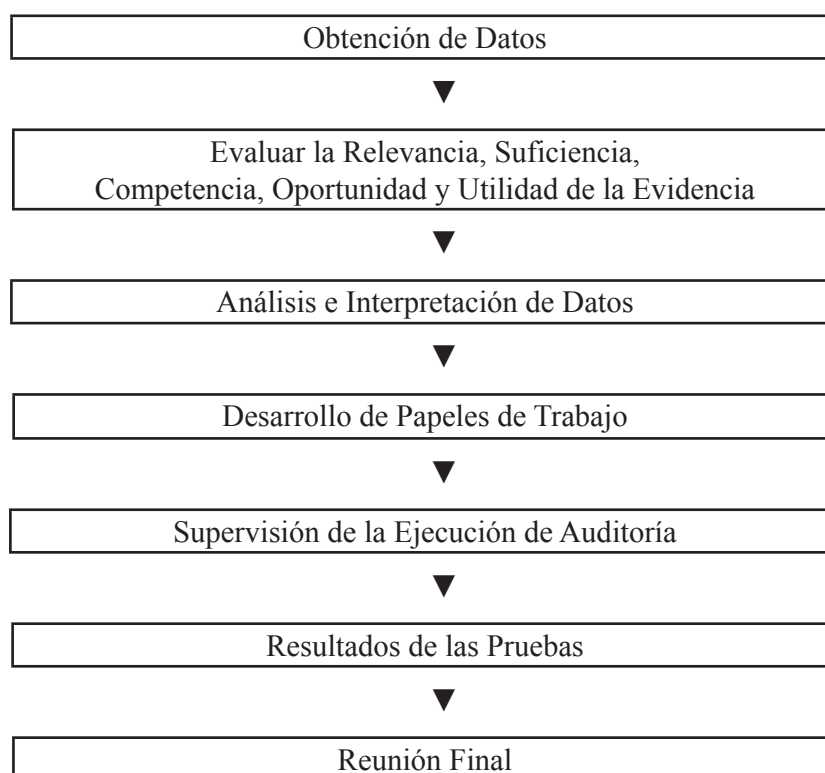 Obtención de Datos
Evaluar la Relevancia, Suficiencia,
Competencia, Oportunidad y Utilidad de la Evidencia
Análisis e Interpretación de Datos
Desarrollo de Papeles de Trabajo
Supervisión de la Ejecución de Auditoría
Resultados de las Pruebas
Reunión Final